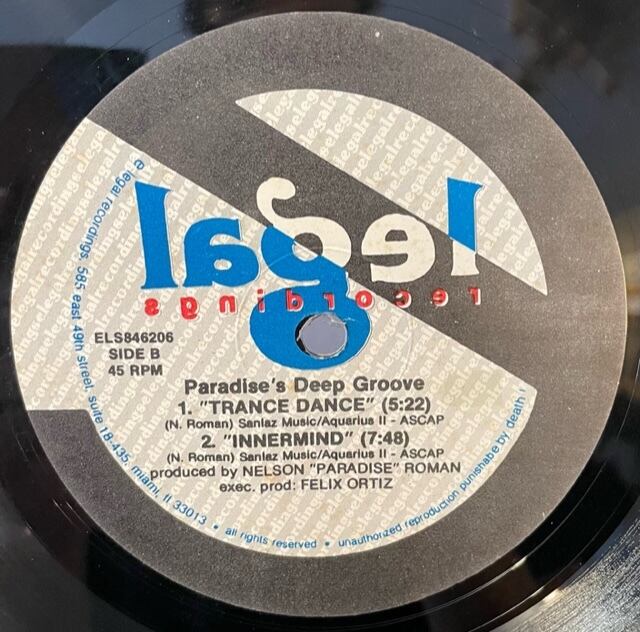 legal
recordings
ELS846206
SIDE B
45 RPM
Paradise's Deep Groove
1. "TRANCE DANCE" (5:22)
(N. Roman) Sanlaz Music/Aquarius II - ASCAP
2. "INNERMIND" (7:48)
(N. Roman) Sanlaz Music/Aquarius II - ASCAP
produced by NELSON "PARADISE" ROMAN
exec. prod: FELIX ORTIZ
e-legal recordings, 585 east 49th street, suite 18-435, miami, fl 33013 • all rights reserved • unauthorized reproduction punishabe by death!